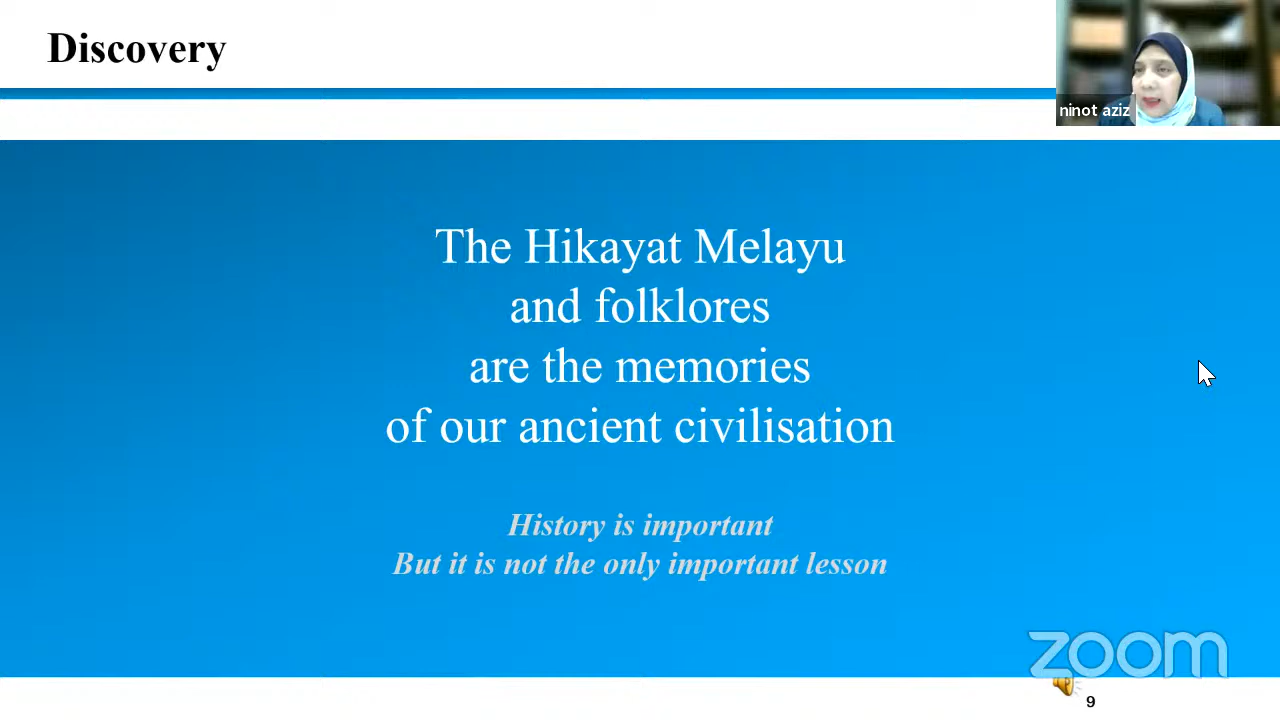 Discovery
ninot aziz
The Hikayat Melayu
and folklores
are the memories
of our ancient civilisation
History is important
But it is not the only important lesson
zoom
9